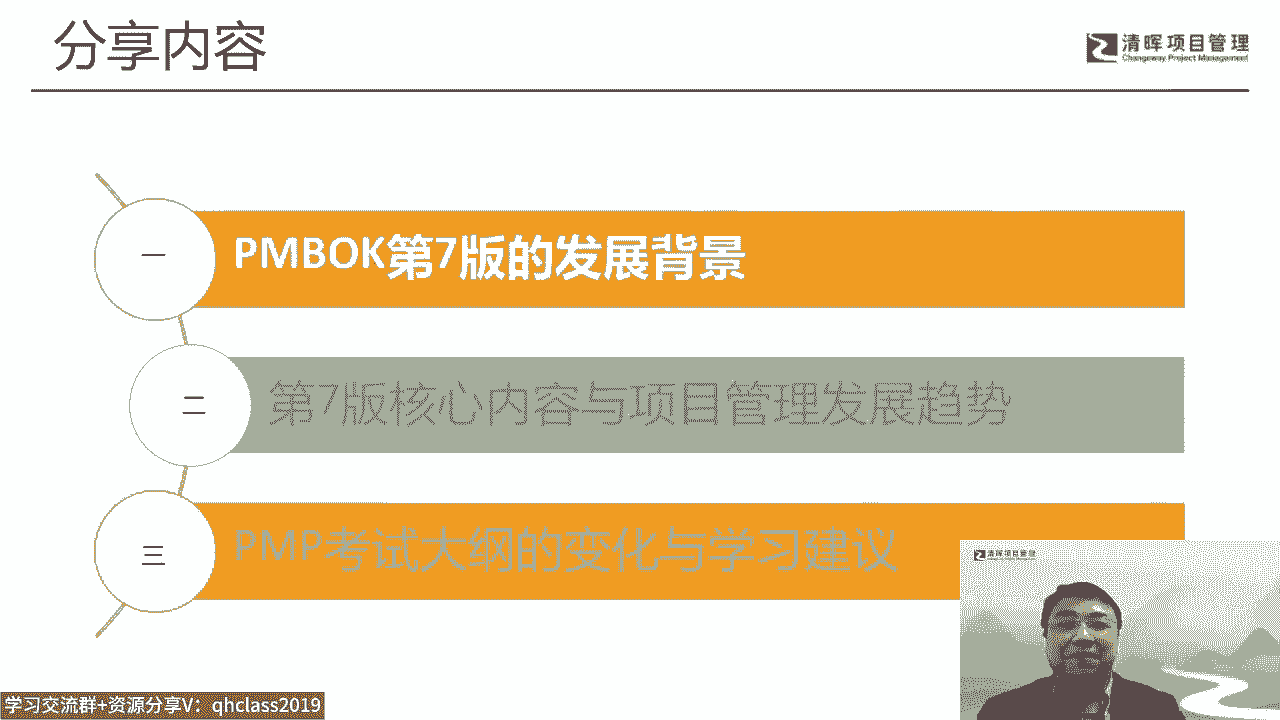 分享内容
清晖项目管理
Changeway Project Management
一
PMBOK第7版的发展背景
二
第7版核心内容与项目管理发展趋势
三
PMP考试大纲的变化与学习建议
清晖项目管理
学习交流群+资源分享V：qhclass2019